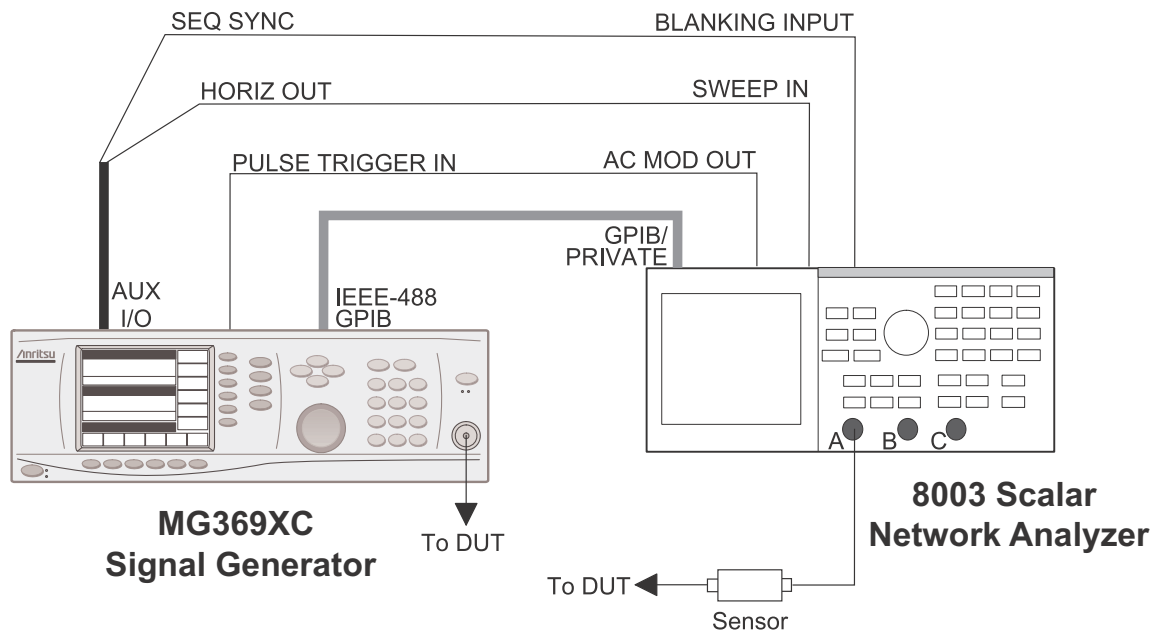 SEQ SYNC
BLANKING INPUT
HORIZ OUT
SWEEP IN
PULSE TRIGGER IN
AC MOD OUT
GPIB/
PRIVATE
AUX
I/O
IEEE-488
GPIB
Anritsu
A
B
C
MG369XC
Signal Generator
To DUT
8003 Scalar
Network Analyzer
To DUT
Sensor